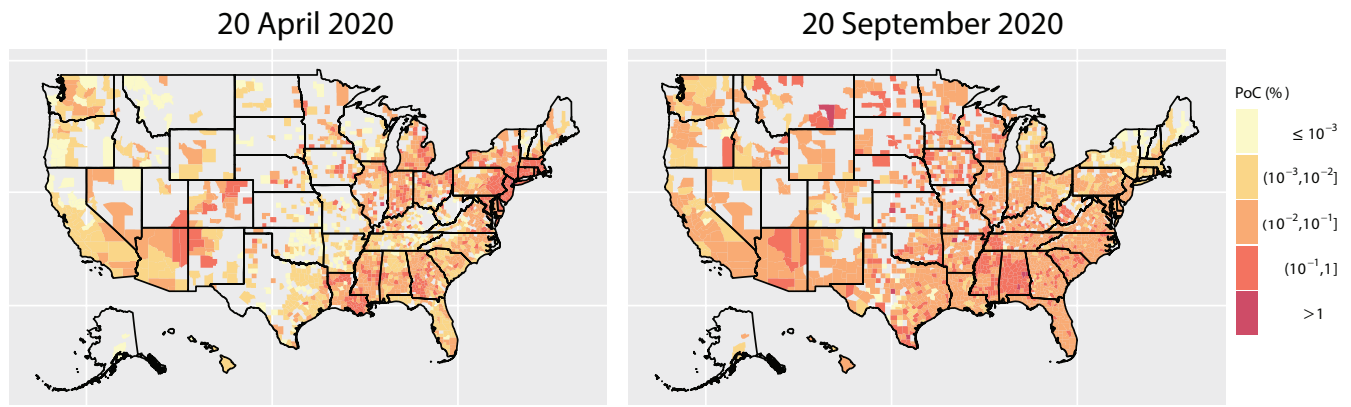 20 April 2020
20 September 2020
PoC (%)
≤ 10⁻³
(10⁻³,10⁻²]
(10⁻²,10⁻¹]
(10⁻¹,1]
>1